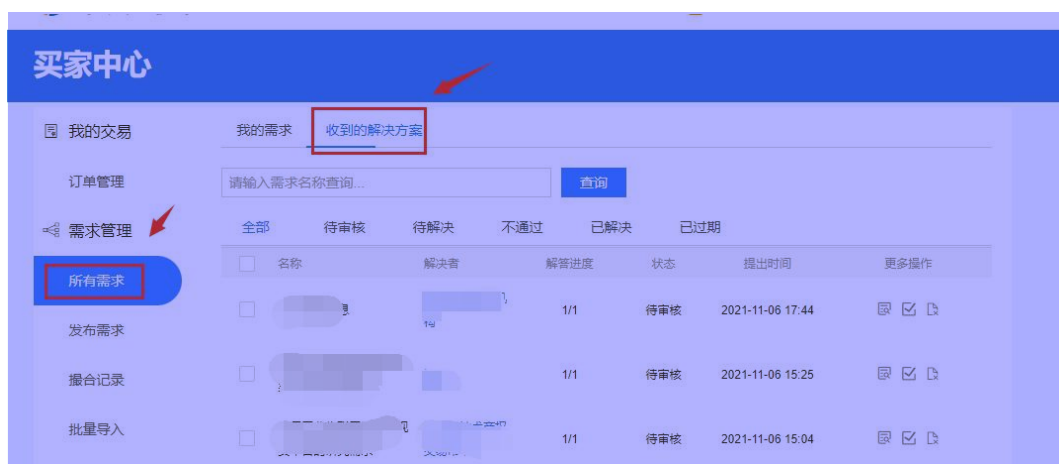 买家中心
我的交易
我的需求 收到的解决方案
订单管理
请输入需求名称查询... 查询
需求管理
全部 待审核 待解决 不通过 已解决 已过期
名称 解决者 解答进度 状态 提出时间 更多操作
所有需求
1/1 待审核 2021-11-06 17:44
发布需求
撮合记录
1/1 待审核 2021-11-06 15:25
批量导入
1/1 待审核 2021-11-06 15:04